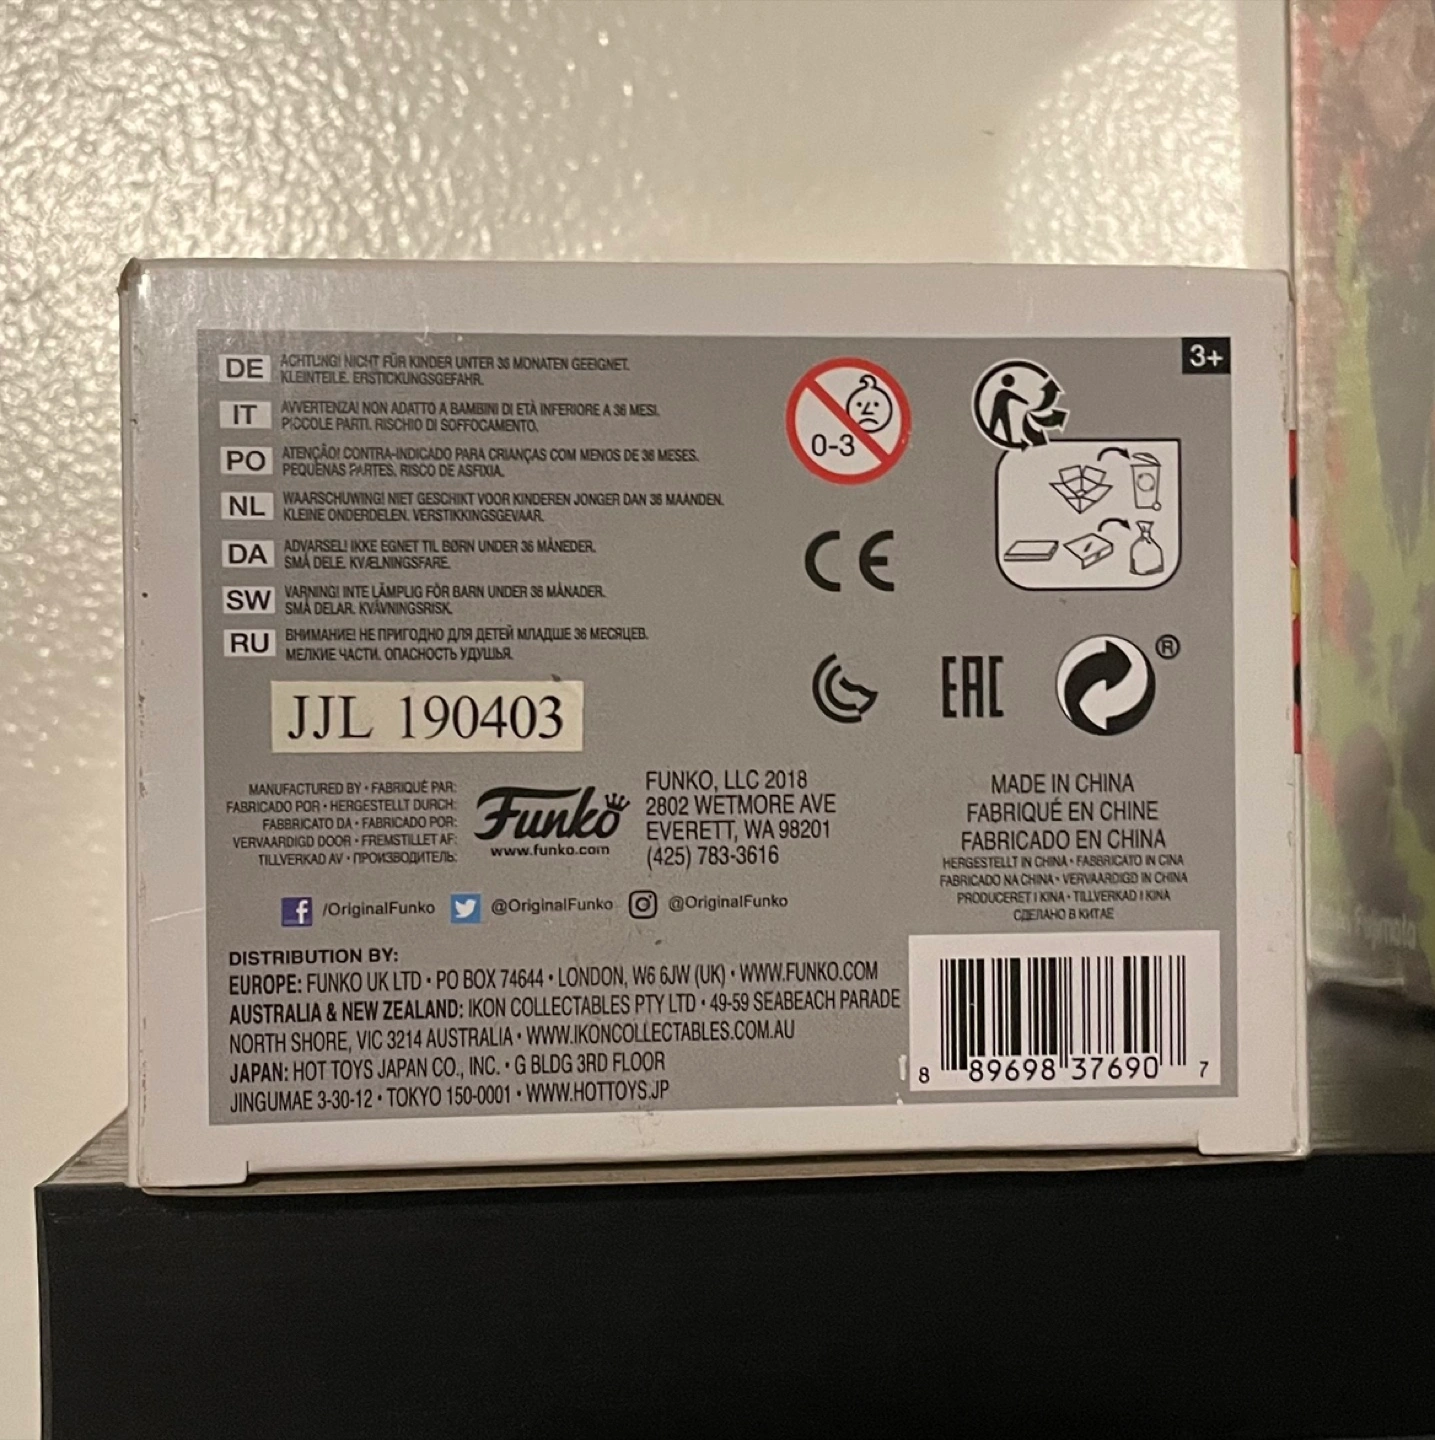 3+
DE
ACHTUNG! NICHT FÜR KINDER UNTER 36 MONATEN GEEIGNET.
KLEINTEILE. ERSTICKUNGSGEFAHR.
IT
AVVERTENZA! NON ADATTO A BAMBINI DI ETÀ INFERIORE A 36 MESI.
PICCOLE PARTI. RISCHIO DI SOFFOCAMENTO.
PO
ATENÇÃO! CONTRA-INDICADO PARA CRIANÇAS COM MENOS DE 36 MESES.
PEQUENAS PARTES, RISCO DE ASFIXIA.
NL
WAARSCHUWING! NIET GESCHIKT VOOR KINDEREN JONGER DAN 36 MAANDEN.
KLEINE ONDERDELEN. VERSTIKKINGSGEVAAR.
DA
ADVARSEL! IKKE EGNET TIL BØRN UNDER 36 MÅNEDER.
SMÅ DELE. KVÆLNINGSFARE.
SW
VARNING! INTE LÄMPLIG FÖR BARN UNDER 36 MÅNADER.
SMÅ DELAR. KVÄVNINGSRISK.
RU
ВНИМАНИЕ! НЕ ПРИГОДНО ДЛЯ ДЕТЕЙ МЛАДШЕ 36 МЕСЯЦЕВ.
МЕЛКИЕ ЧАСТИ. ОПАСНОСТЬ УДУШЬЯ.
0-3
CE
EAC
®
JJL 190403
MANUFACTURED BY • FABRIQUÉ PAR:
FABRICADO POR • HERGESTELLT DURCH:
FABBRICATO DA • FABRICADO POR:
VERVAARDIGD DOOR • FREMSTILLET AF:
TILLVERKAD AV • ПРОИЗВОДИТЕЛЬ:
Funko
www.funko.com
FUNKO, LLC 2018
2802 WETMORE AVE
EVERETT, WA 98201
(425) 783-3616
MADE IN CHINA
FABRIQUÉ EN CHINE
FABRICADO EN CHINA
HERGESTELLT IN CHINA • FABBRICATO IN CINA
FABRICADO NA CHINA • VERVAARDIGD IN CHINA
PRODUCERET I KINA • TILLVERKAD I KINA
СДЕЛАНО В КИТАЕ
f /OriginalFunko @OriginalFunko @OriginalFunko
DISTRIBUTION BY:
EUROPE: FUNKO UK LTD • PO BOX 74644 • LONDON, W6 6JW (UK) • WWW.FUNKO.COM
AUSTRALIA & NEW ZEALAND: IKON COLLECTABLES PTY LTD • 49-59 SEABEACH PARADE
NORTH SHORE, VIC 3214 AUSTRALIA • WWW.IKONCOLLECTABLES.COM.AU
JAPAN: HOT TOYS JAPAN CO., INC. • G BLDG 3RD FLOOR
JINGUMAE 3-30-12 • TOKYO 150-0001 • WWW.HOTTOYS.JP
8 89698 37690 7